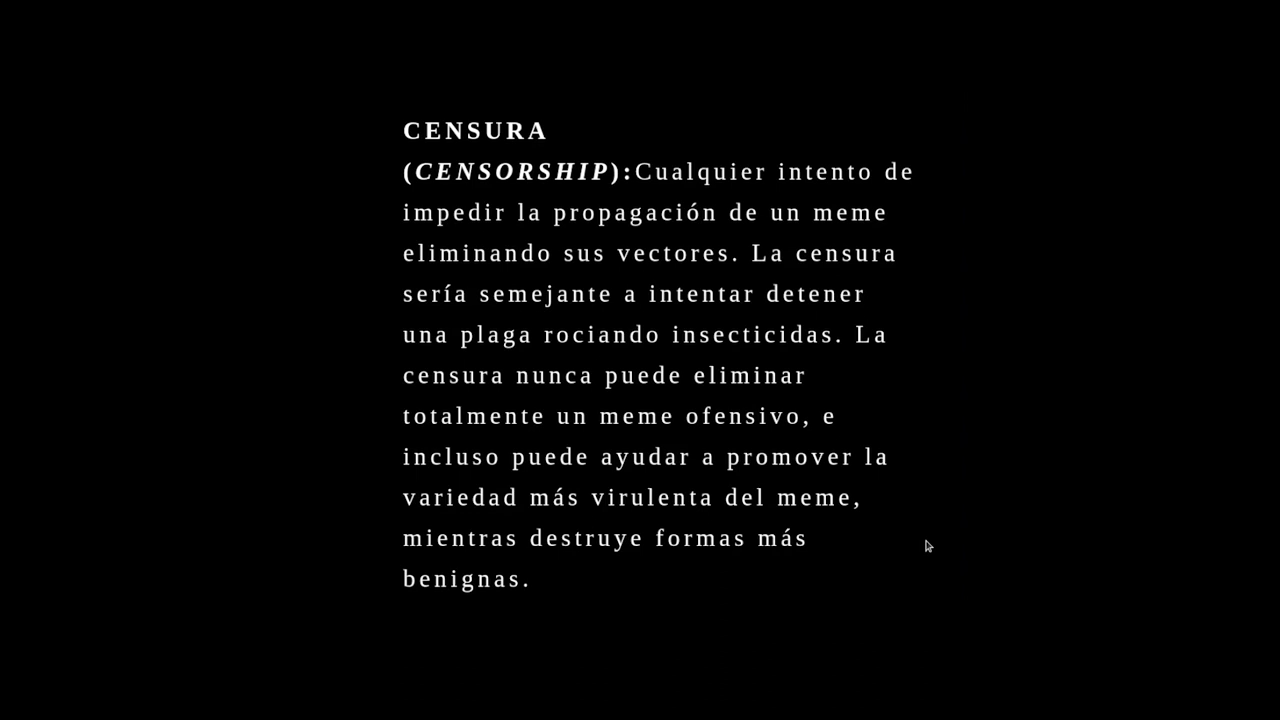 CENSURA
(CENSORSHIP):Cualquier intento de
impedir la propagación de un meme
eliminando sus vectores. La censura
sería semejante a intentar detener
una plaga rociando insecticidas. La
censura nunca puede eliminar
totalmente un meme ofensivo, e
incluso puede ayudar a promover la
variedad más virulenta del meme,
mientras destruye formas más
benignas.